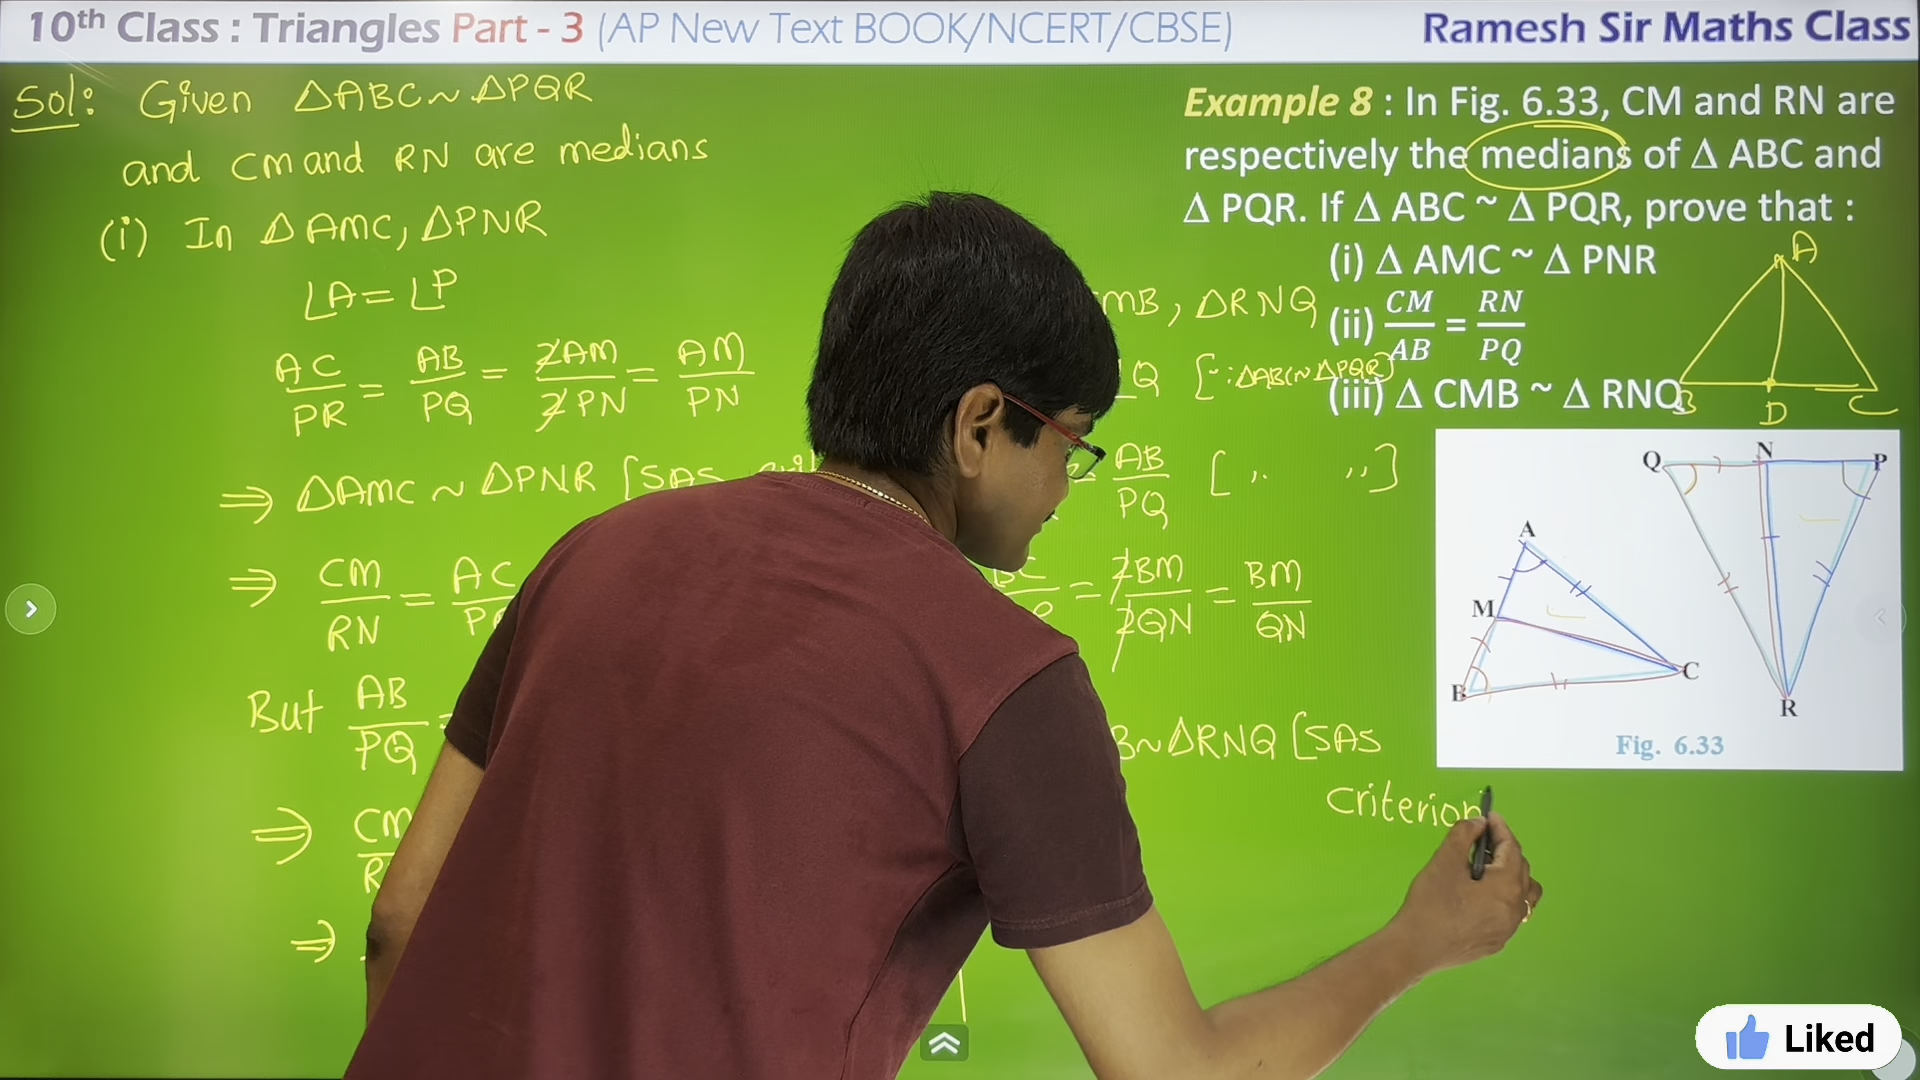 10th Class : Triangles Part - 3 (AP New Text BOOK/NCERT/CBSE)
Ramesh Sir Maths Class
Sol: Given ΔABC ~ ΔPQR
and CM and RN are medians
(i) In ΔAMC, ΔPNR
∠A = ∠P
AC/PR = AB/PQ = 2AM/2PN = AM/PN
⇒ ΔAMC ~ ΔPNR [SAS
⇒ CM/RN = AC
But AB/PQ =
⇒ CM
⇒
MB, ΔRNQ
Q [∵ΔABC~ΔPQR]
AB/PQ [ ,, ,,]
BC = 2BM/2QN = BM/QN
B~ΔRNQ [SAS
criterion
Example 8 : In Fig. 6.33, CM and RN are
respectively the medians of Δ ABC and
Δ PQR. If Δ ABC ~ Δ PQR, prove that :
(i) Δ AMC ~ Δ PNR
(ii) CM/AB = RN/PQ
(iii) Δ CMB ~ Δ RNQ
A
B D C
Q N P
A
M
B C
R
Fig. 6.33
Liked